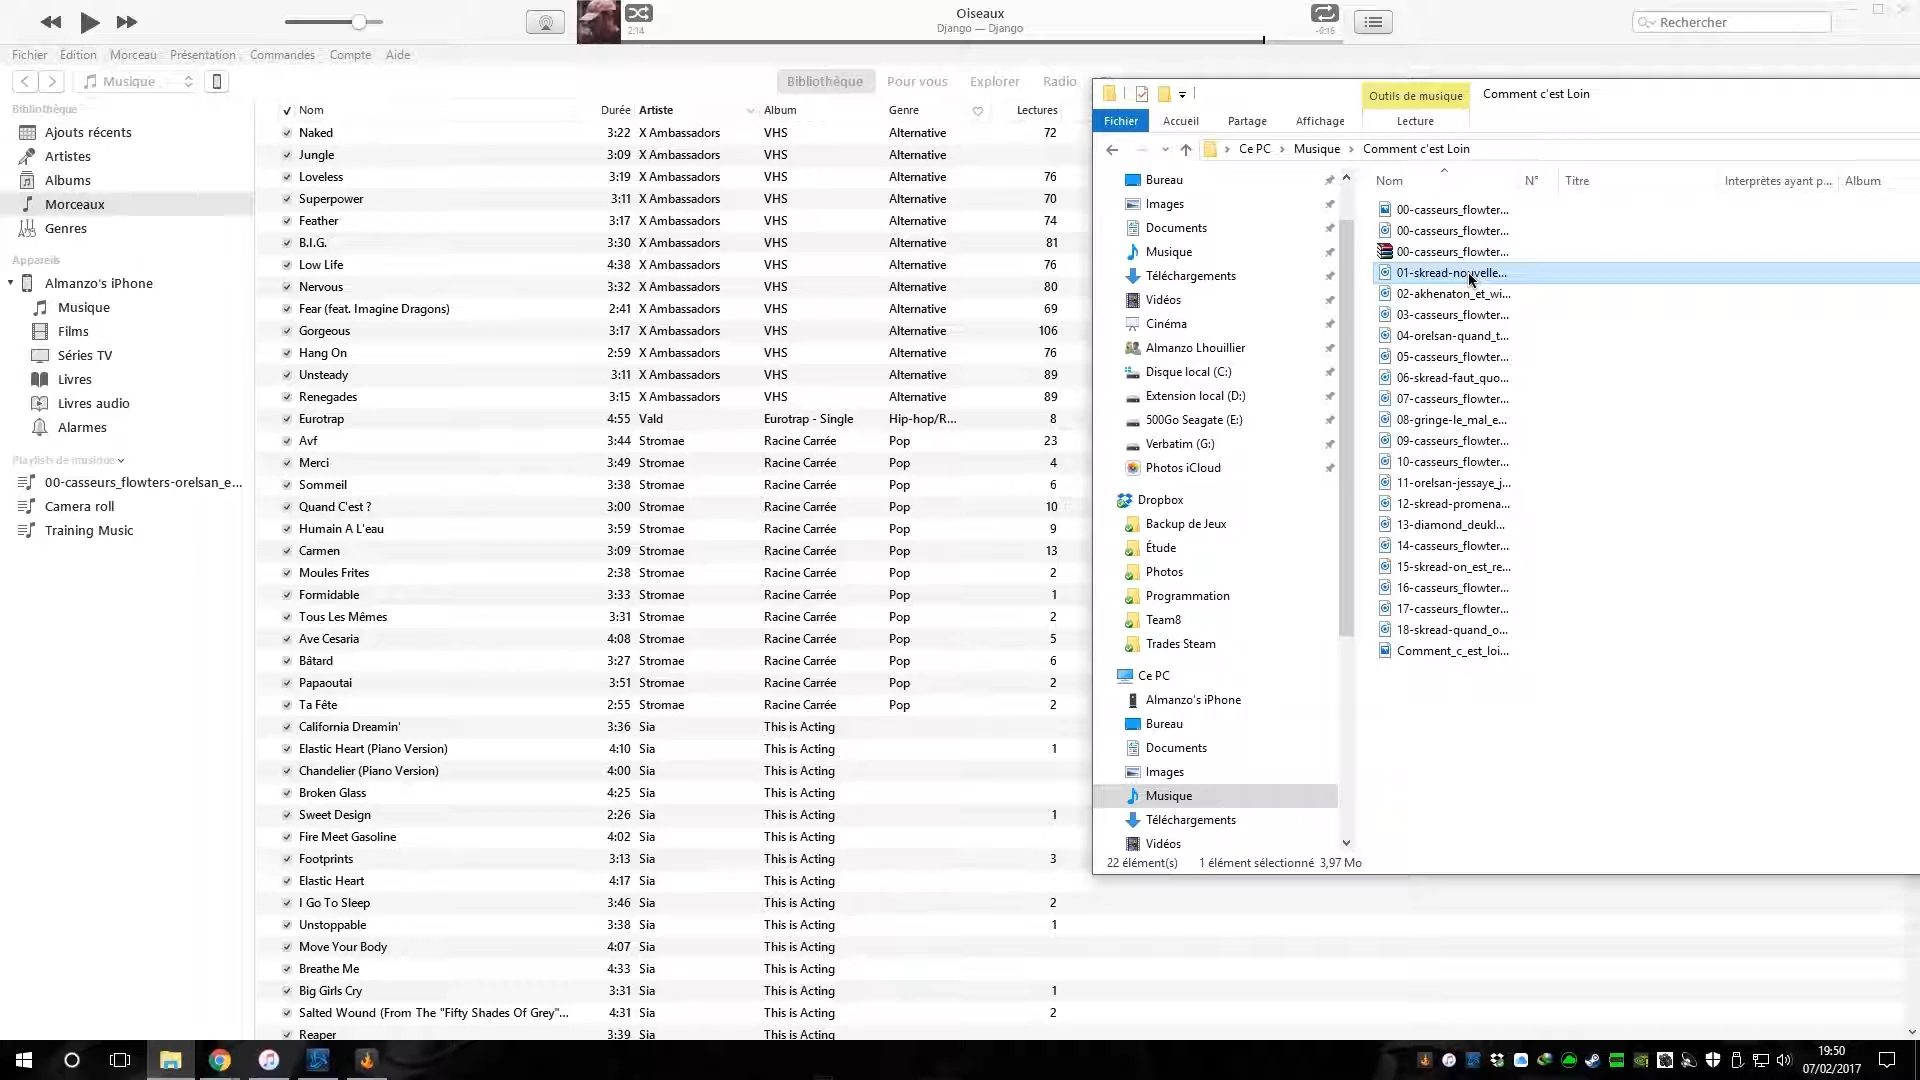 Oiseaux
2:14
Django — Django
-0:16
Rechercher
Fichier Edition Morceau Présentation Commandes Compte Aide
Musique
Bibliothèque Pour vous Explorer Radio
Bibliothèque
Ajouts récents
Artistes
Albums
Morceaux
Genres
Appareils
Almanzo's iPhone
Musique
Films
Séries TV
Livres
Livres audio
Alarmes
Playlists de musique
00-casseurs_flowters-orelsan_e...
Camera roll
Training Music
Nom Durée Artiste Album Genre Lectures
Naked 3:22 X Ambassadors VHS Alternative 72
Jungle 3:09 X Ambassadors VHS Alternative
Loveless 3:19 X Ambassadors VHS Alternative 76
Superpower 3:11 X Ambassadors VHS Alternative 70
Feather 3:17 X Ambassadors VHS Alternative 74
B.I.G. 3:30 X Ambassadors VHS Alternative 81
Low Life 4:38 X Ambassadors VHS Alternative 76
Nervous 3:32 X Ambassadors VHS Alternative 80
Fear (feat. Imagine Dragons) 2:41 X Ambassadors VHS Alternative 69
Gorgeous 3:17 X Ambassadors VHS Alternative 106
Hang On 2:59 X Ambassadors VHS Alternative 76
Unsteady 3:11 X Ambassadors VHS Alternative 89
Renegades 3:15 X Ambassadors VHS Alternative 89
Eurotrap 4:55 Vald Eurotrap - Single Hip-hop/R... 8
Avf 3:44 Stromae Racine Carrée Pop 23
Merci 3:49 Stromae Racine Carrée Pop 4
Sommeil 3:38 Stromae Racine Carrée Pop 6
Quand C'est ? 3:00 Stromae Racine Carrée Pop 10
Humain A L'eau 3:59 Stromae Racine Carrée Pop 9
Carmen 3:09 Stromae Racine Carrée Pop 13
Moules Frites 2:38 Stromae Racine Carrée Pop 2
Formidable 3:33 Stromae Racine Carrée Pop 1
Tous Les Mêmes 3:31 Stromae Racine Carrée Pop 2
Ave Cesaria 4:08 Stromae Racine Carrée Pop 5
Bâtard 3:27 Stromae Racine Carrée Pop 6
Papaoutai 3:51 Stromae Racine Carrée Pop 2
Ta Fête 2:55 Stromae Racine Carrée Pop 2
California Dreamin' 3:36 Sia This is Acting
Elastic Heart (Piano Version) 4:10 Sia This is Acting 1
Chandelier (Piano Version) 4:00 Sia This is Acting
Broken Glass 4:25 Sia This is Acting
Sweet Design 2:26 Sia This is Acting 1
Fire Meet Gasoline 4:02 Sia This is Acting
Footprints 3:13 Sia This is Acting 3
Elastic Heart 4:17 Sia This is Acting
I Go To Sleep 3:46 Sia This is Acting 2
Unstoppable 3:38 Sia This is Acting 1
Move Your Body 4:07 Sia This is Acting
Breathe Me 4:33 Sia This is Acting
Big Girls Cry 3:31 Sia This is Acting 1
Salted Wound (From The "Fifty Shades Of Grey"... 4:31 Sia This is Acting 2
Reaper 3:39 Sia This is Acting
Outils de musique Comment c'est Loin
Fichier Accueil Partage Affichage Lecture
Ce PC Musique Comment c'est Loin
Bureau
Images
Documents
Musique
Téléchargements
Vidéos
Cinéma
Almanzo Lhouillier
Disque local (C:)
Extension local (D:)
500Go Seagate (E:)
Verbatim (G:)
Photos iCloud
Dropbox
Backup de Jeux
Étude
Photos
Programmation
Team8
Trades Steam
Ce PC
Almanzo's iPhone
Bureau
Documents
Images
Musique
Téléchargements
Vidéos
Nom N° Titre Interprètes ayant p... Album
00-casseurs_flowter...
00-casseurs_flowter...
00-casseurs_flowter...
01-skread-nouvelle...
02-akhenaton_et_wi...
03-casseurs_flowter...
04-orelsan-quand_t...
05-casseurs_flowter...
06-skread-faut_quo...
07-casseurs_flowter...
08-gringe-le_mal_e...
09-casseurs_flowter...
10-casseurs_flowter...
11-orelsan-jessaye_j...
12-skread-promena...
13-diamond_deukl...
14-casseurs_flowter...
15-skread-on_est_re...
16-casseurs_flowter...
17-casseurs_flowter...
18-skread-quand_o...
Comment_c_est_loi...
22 élément(s) 1 élément sélectionné 3,97 Mo
19:50
07/02/2017